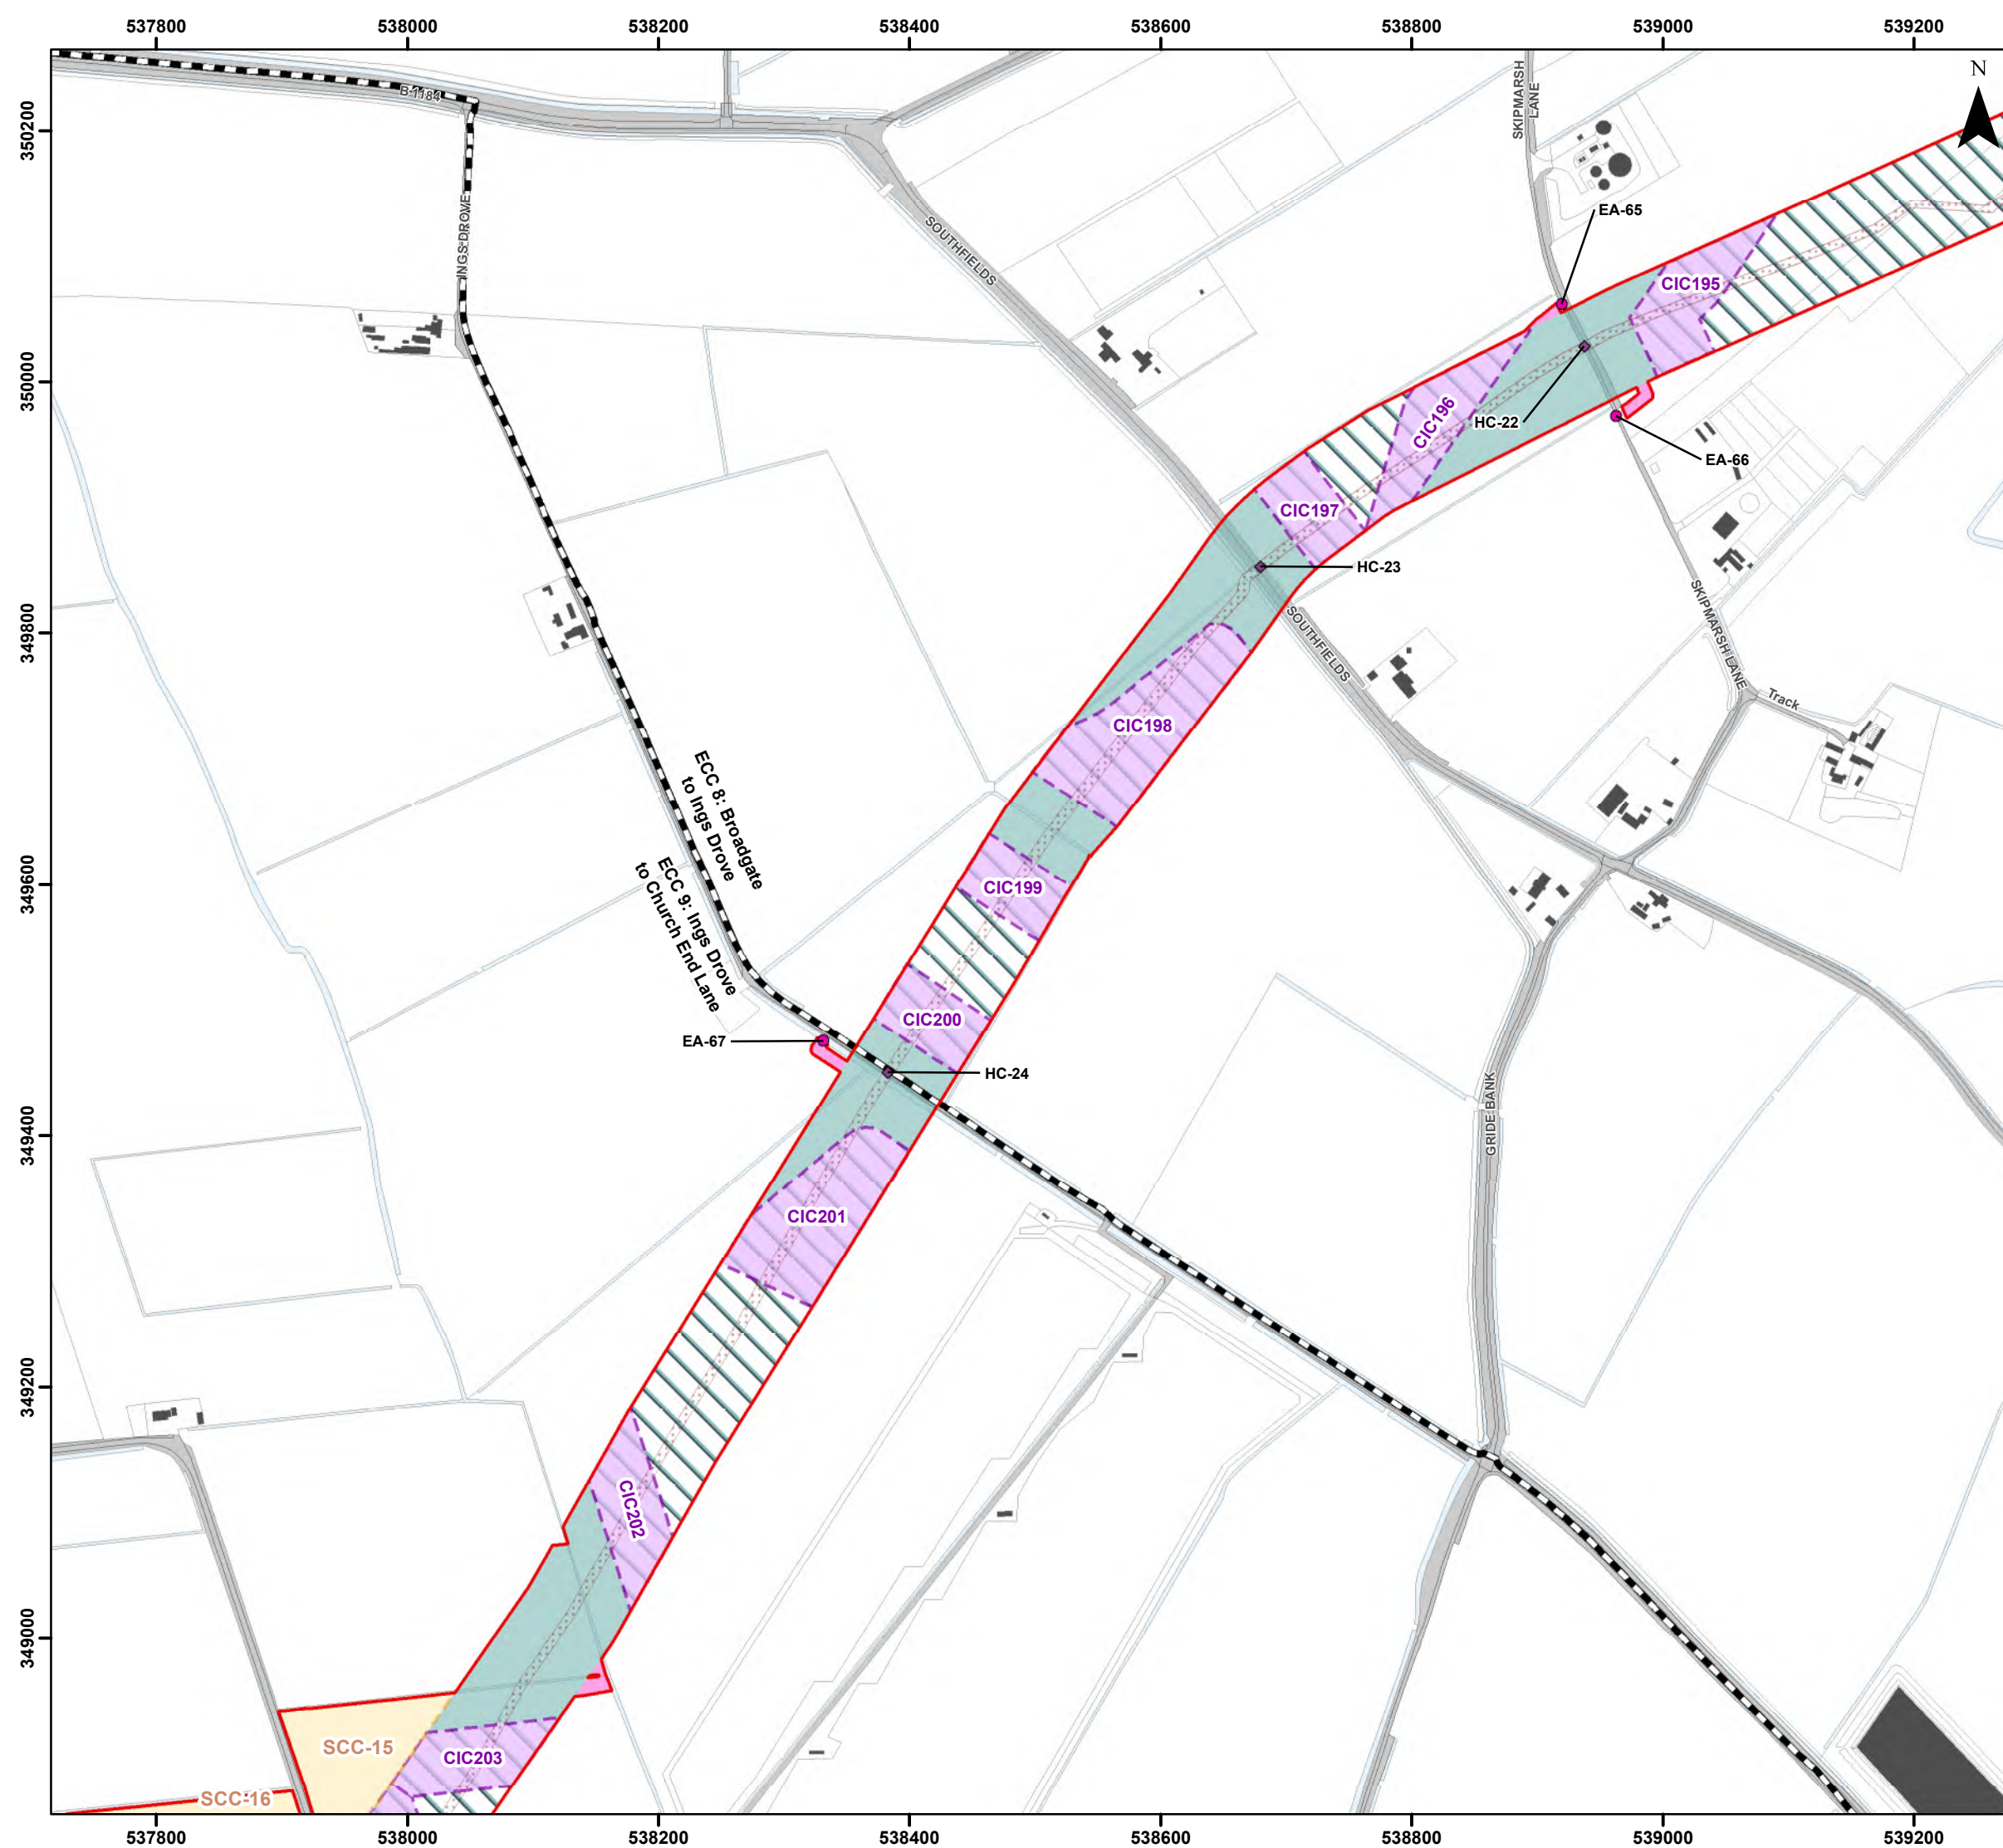 537800 538000 538200 538400 538600 538800 539000 539200
N
350200
350000
349800
349600
349400
349200
349000
B 1184
INGS DROVE
SOUTHFIELDS
SKIPMARSH
LANE
EA-65
CIC195
CIC196
HC-22
EA-66
CIC197
HC-23
SOUTHFIELDS
SKIPMARSH LANE
Track
CIC198
ECC 8: Broadgate
to Ings Drove
ECC 9: Ings Drove
to Church End Lane
CIC199
CIC200
EA-67
HC-24
GRIDE BANK
CIC201
CIC202
SCC-15
CIC203
SCC-16
537800 538000 538200 538400 538600 538800 539000 539200